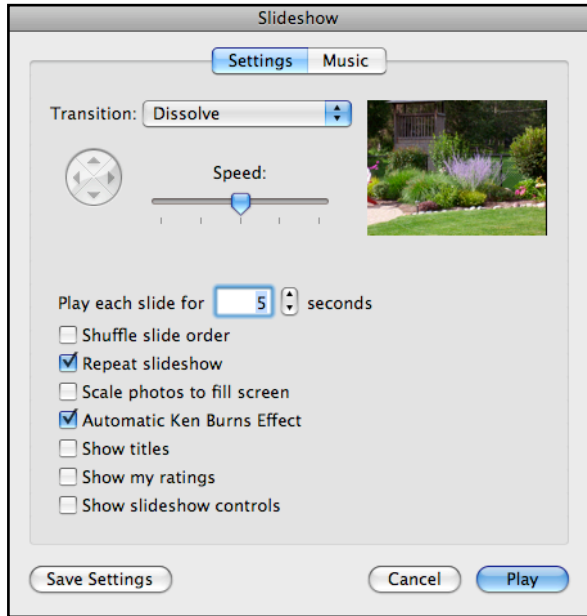 Slideshow
Settings Music
Transition: Dissolve
Speed:
Play each slide for 5 seconds
Shuffle slide order
Repeat slideshow
Scale photos to fill screen
Automatic Ken Burns Effect
Show titles
Show my ratings
Show slideshow controls
Save Settings Cancel Play